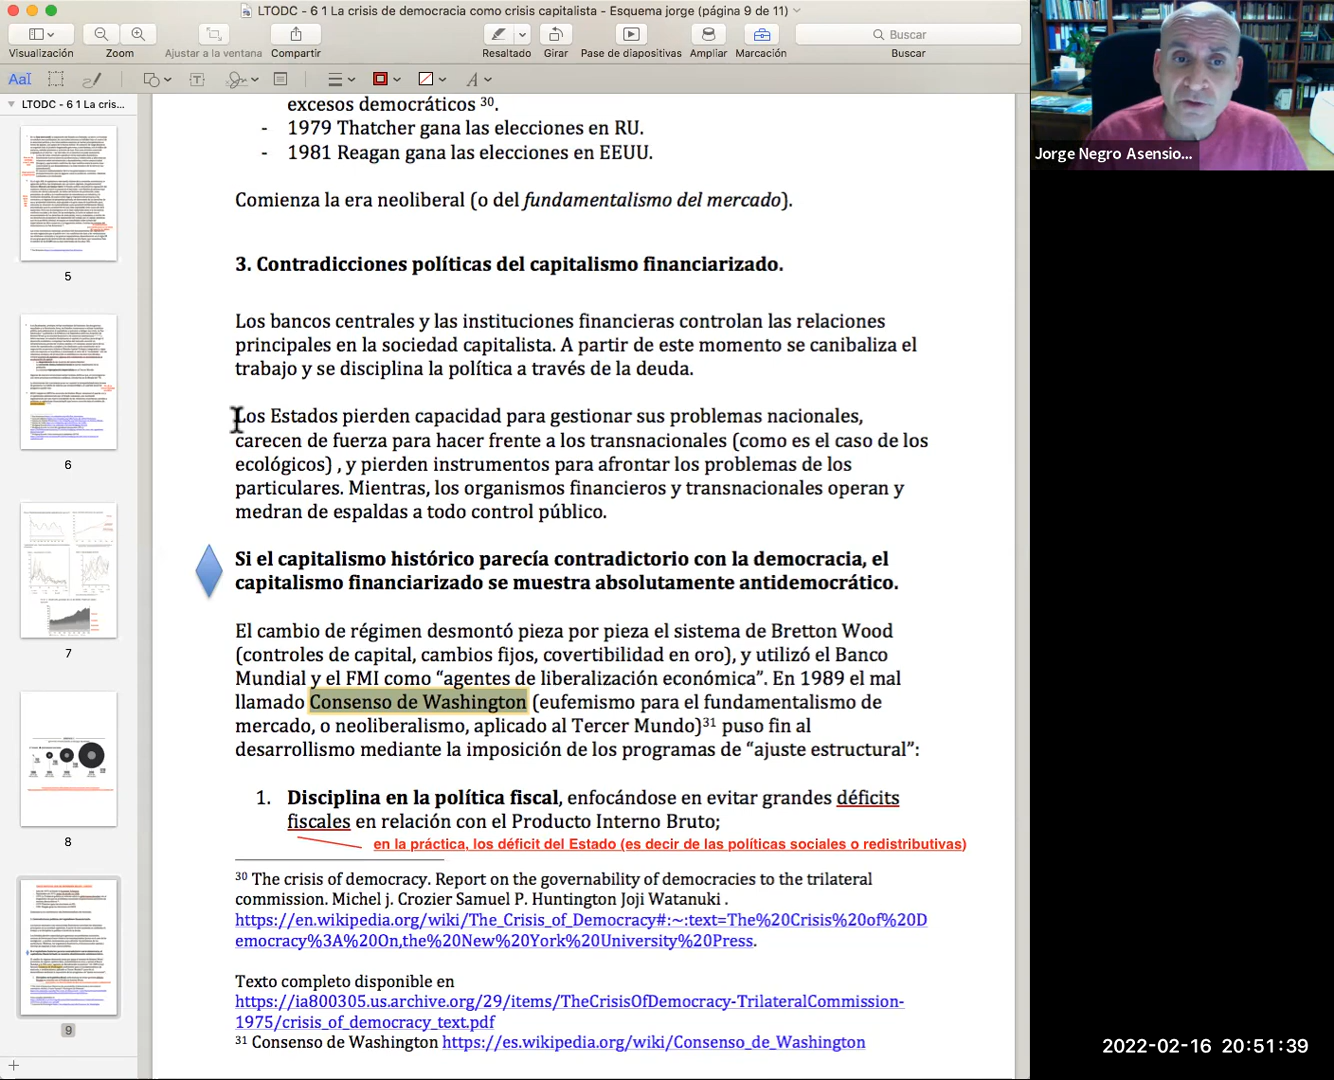 LTODC - 6 1 La crisis de democracia como crisis capitalista - Esquema jorge (página 9 de 11)
Visualización
Zoom
Ajustar a la ventana
Compartir
Resaltado
Girar
Pase de diapositivas
Ampliar
Marcación
Buscar
Buscar
LTODC - 6 1 La cris...
5
6
7
8
9
excesos democráticos 30.
- 1979 Thatcher gana las elecciones en RU.
- 1981 Reagan gana las elecciones en EEUU.
Comienza la era neoliberal (o del fundamentalismo del mercado).
3. Contradicciones políticas del capitalismo financiarizado.
Los bancos centrales y las instituciones financieras controlan las relaciones
principales en la sociedad capitalista. A partir de este momento se canibaliza el
trabajo y se disciplina la política a través de la deuda.
Los Estados pierden capacidad para gestionar sus problemas nacionales,
carecen de fuerza para hacer frente a los transnacionales (como es el caso de los
ecológicos) , y pierden instrumentos para afrontar los problemas de los
particulares. Mientras, los organismos financieros y transnacionales operan y
medran de espaldas a todo control público.
Si el capitalismo histórico parecía contradictorio con la democracia, el
capitalismo financiarizado se muestra absolutamente antidemocrático.
El cambio de régimen desmontó pieza por pieza el sistema de Bretton Wood
(controles de capital, cambios fijos, covertibilidad en oro), y utilizó el Banco
Mundial y el FMI como “agentes de liberalización económica”. En 1989 el mal
llamado Consenso de Washington (eufemismo para el fundamentalismo de
mercado, o neoliberalismo, aplicado al Tercer Mundo)31 puso fin al
desarrollismo mediante la imposición de los programas de “ajuste estructural”:
1. Disciplina en la política fiscal, enfocándose en evitar grandes déficits
fiscales en relación con el Producto Interno Bruto;
en la práctica, los déficit del Estado (es decir de las políticas sociales o redistributivas)
30 The crisis of democracy. Report on the governability of democracies to the trilateral
commission. Michel j. Crozier Samuel P. Huntington Joji Watanuki .
https://en.wikipedia.org/wiki/The_Crisis_of_Democracy#:~:text=The%20Crisis%20of%20D
emocracy%3A%20On,the%20New%20York%20University%20Press.
Texto completo disponible en
https://ia800305.us.archive.org/29/items/TheCrisisOfDemocracy-TrilateralCommission-
1975/crisis_of_democracy_text.pdf
31 Consenso de Washington https://es.wikipedia.org/wiki/Consenso_de_Washington
Jorge Negro Asensio...
2022-02-16 20:51:39